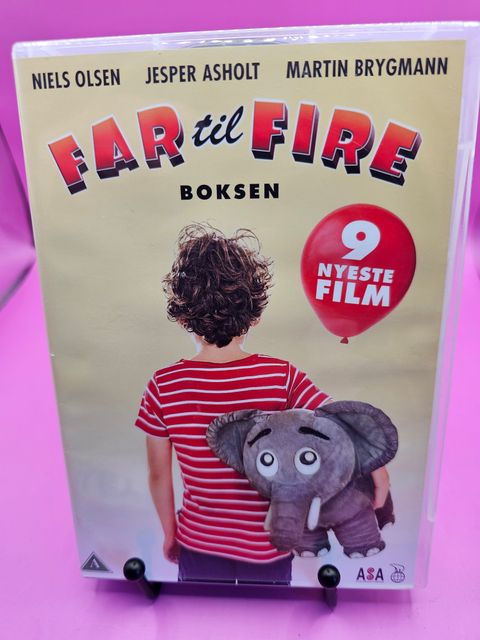 NIELS OLSEN JESPER ASHOLT MARTIN BRYGMANN
FAR til FIRE
BOKSEN
9
NYESTE
FILM
A
ASA